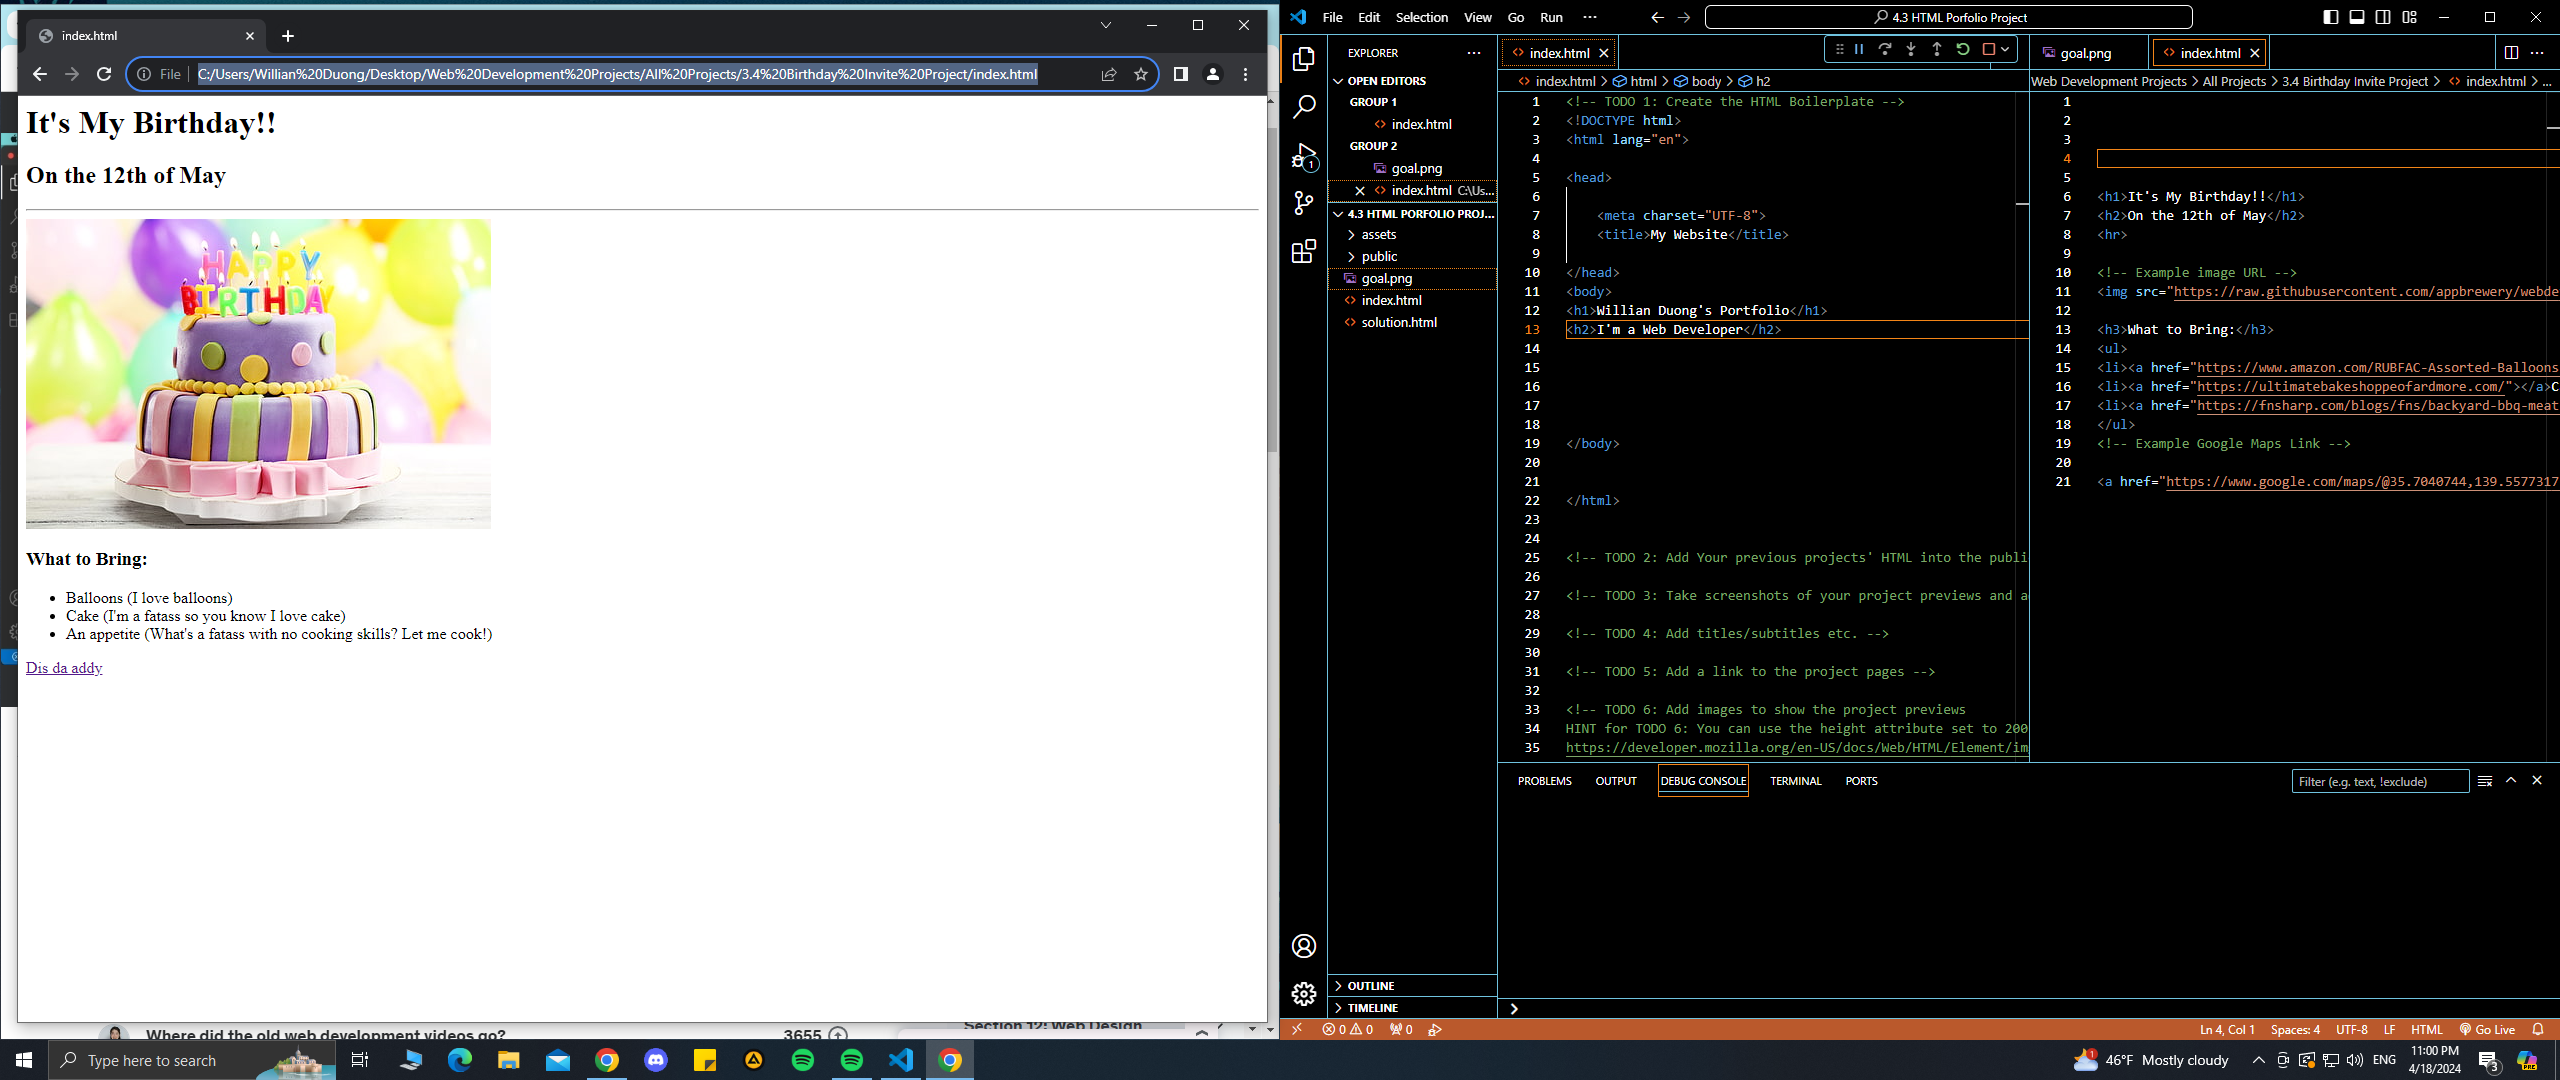 index.html
File
C:/Users/Willian%20Duong/Desktop/Web%20Development%20Projects/All%20Projects/3.4%20Birthday%20Invite%20Project/index.html
It's My Birthday!!
On the 12th of May
HAPPY
BIRTHDAY
What to Bring:
Balloons (I love balloons)
Cake (I'm a fatass so you know I love cake)
An appetite (What's a fatass with no cooking skills? Let me cook!)
Dis da addy
Where did the old web development videos go?
3655
Section 12: Web Design
File Edit Selection View Go Run ···
4.3 HTML Porfolio Project
EXPLORER
OPEN EDITORS
GROUP 1
index.html
GROUP 2
goal.png
index.html C:\Us...
4.3 HTML PORFOLIO PROJ...
assets
public
goal.png
index.html
solution.html
OUTLINE
TIMELINE
1
index.html
index.html > html > body > h2
1 <!-- TODO 1: Create the HTML Boilerplate -->
2 <!DOCTYPE html>
3 <html lang="en">
4
5 <head>
6
7 <meta charset="UTF-8">
8 <title>My Website</title>
9
10 </head>
11 <body>
12 <h1>Willian Duong's Portfolio</h1>
13 <h2>I'm a Web Developer</h2>
14
15
16
17
18
19 </body>
20
21
22 </html>
23
24
25 <!-- TODO 2: Add Your previous projects' HTML into the publi
26
27 <!-- TODO 3: Take screenshots of your project previews and a
28
29 <!-- TODO 4: Add titles/subtitles etc. -->
30
31 <!-- TODO 5: Add a link to the project pages -->
32
33 <!-- TODO 6: Add images to show the project previews
34 HINT for TODO 6: You can use the height attribute set to 200
35 https://developer.mozilla.org/en-US/docs/Web/HTML/Element/im
goal.png
index.html
Web Development Projects > All Projects > 3.4 Birthday Invite Project > index.html > ...
1
2
3
4
5
6 <h1>It's My Birthday!!</h1>
7 <h2>On the 12th of May</h2>
8 <hr>
9
10 <!-- Example image URL -->
11 <img src="https://raw.githubusercontent.com/appbrewery/webde
12
13 <h3>What to Bring:</h3>
14 <ul>
15 <li><a href="https://www.amazon.com/RUBFAC-Assorted-Balloons
16 <li><a href="https://ultimatebakeshoppeofardmore.com/"></a>C
17 <li><a href="https://fnsharp.com/blogs/fns/backyard-bbq-meat
18 </ul>
19 <!-- Example Google Maps Link -->
20
21 <a href="https://www.google.com/maps/@35.7040744,139.5577317
PROBLEMS OUTPUT DEBUG CONSOLE TERMINAL PORTS
Filter (e.g. text, !exclude)
0 0 0
Ln 4, Col 1 Spaces: 4 UTF-8 LF HTML Go Live
Type here to search
1
46°F Mostly cloudy
ENG
11:00 PM
4/18/2024
3
PRE